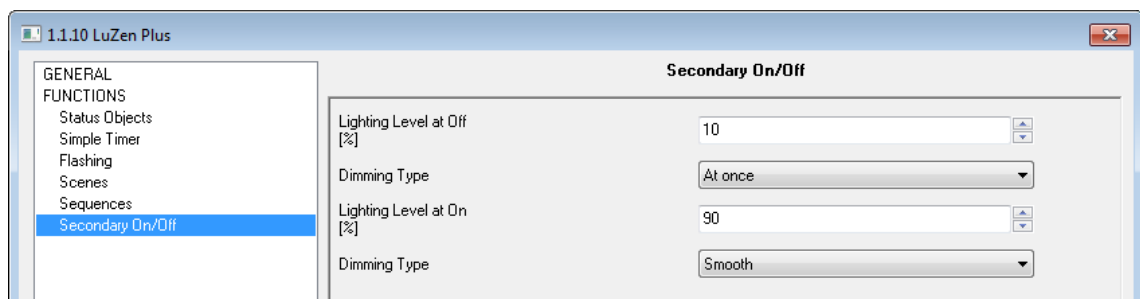 1.1.10 LuZen Plus
GENERAL
FUNCTIONS
Status Objects
Simple Timer
Flashing
Scenes
Sequences
Secondary On/Off
Secondary On/Off
Lighting Level at Off
[%]
10
Dimming Type
At once
Lighting Level at On
[%]
90
Dimming Type
Smooth